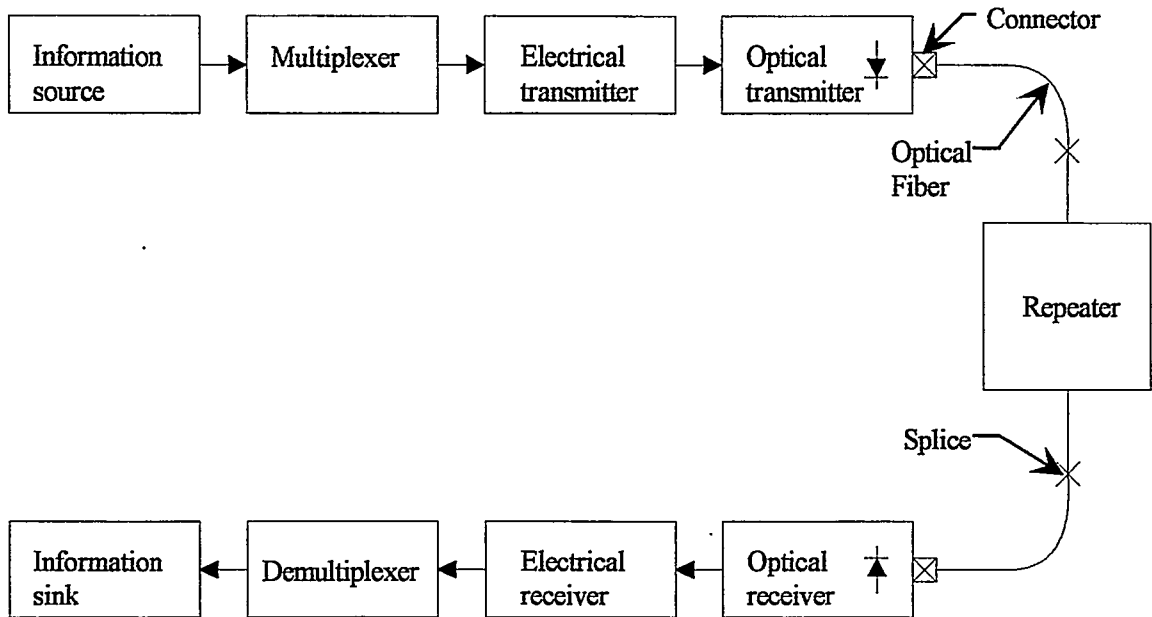 Information
source
Multiplexer
Electrical
transmitter
Optical
transmitter
Connector
Optical
Fiber
Repeater
Splice
Information
sink
Demultiplexer
Electrical
receiver
Optical
receiver